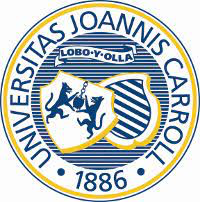 UNIVERSITAS JOANNIS CARROLL
LOBO·Y·OLLA
· 1886 ·